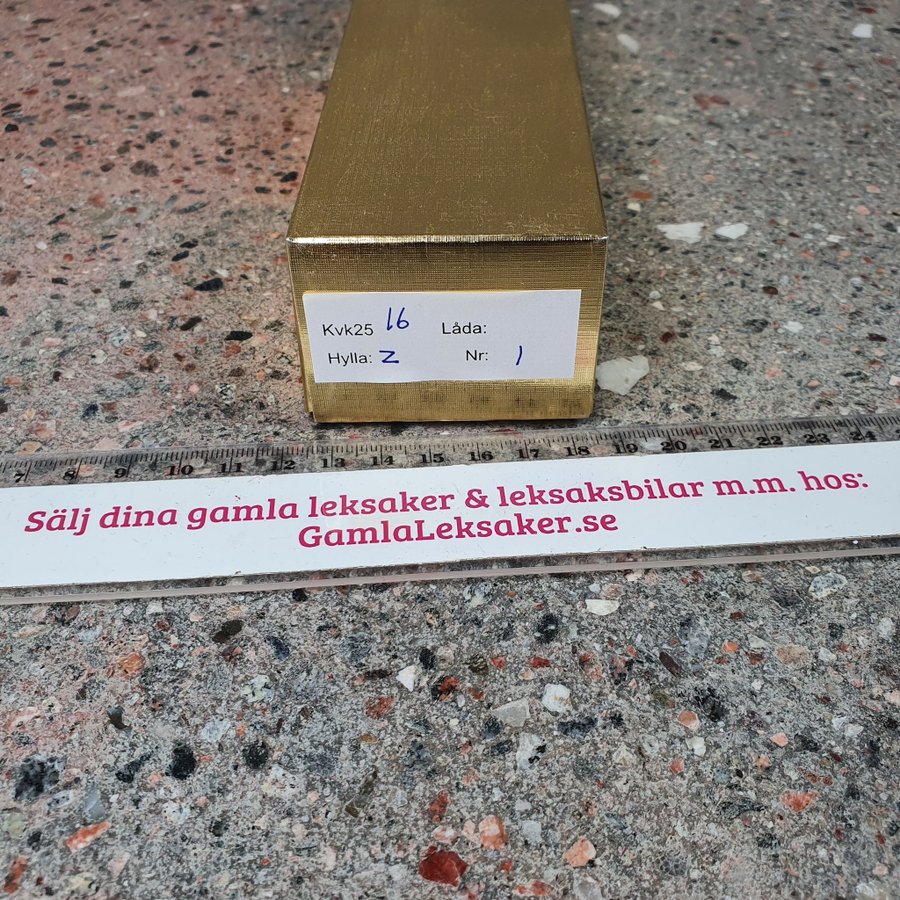 Kvk25 16 Låda:
Hylla: 2 Nr: 1
7 8 9 10 11 12 13 14 15 16 17 18 19 20 21 22 23 24
Sälj dina gamla leksaker & leksaksbilar m.m. hos:
GamlaLeksaker.se